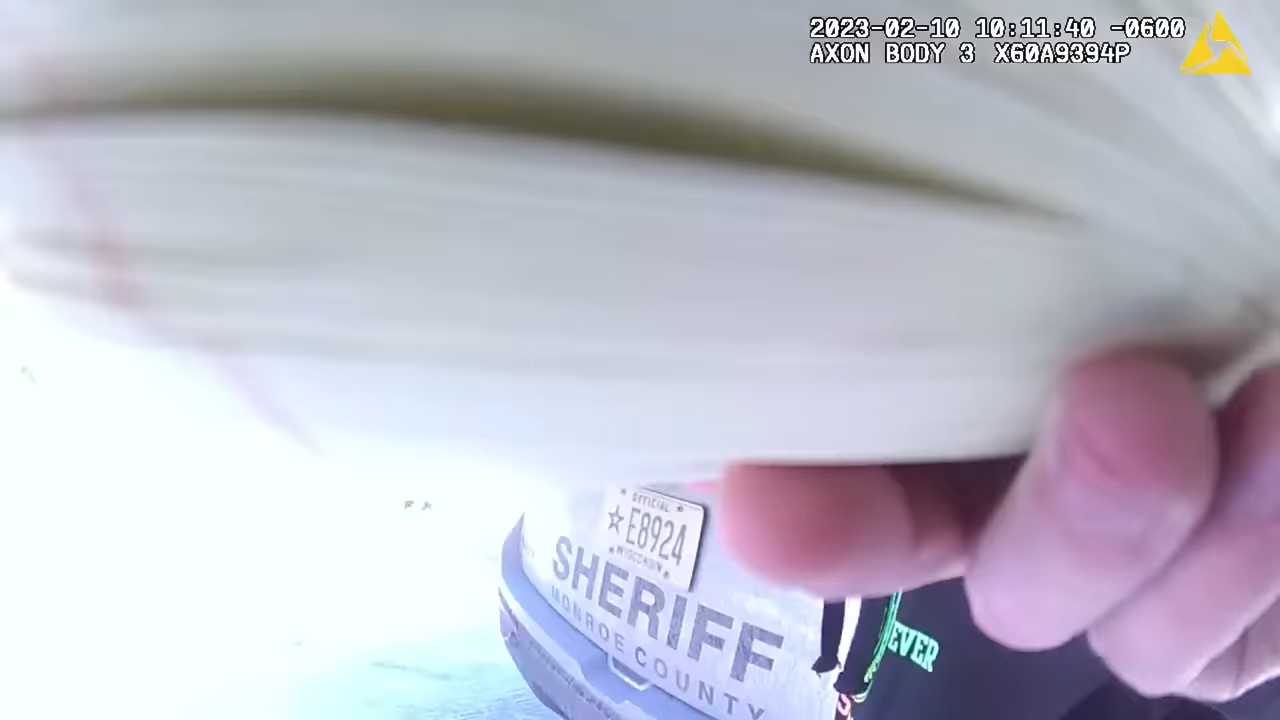 2023-02-10 10:11:40 -0600
AXON BODY 3 X60A9394P
OFFICIAL
E8924
WISCONSIN
SHERIFF
MONROE COUNTY
EVER